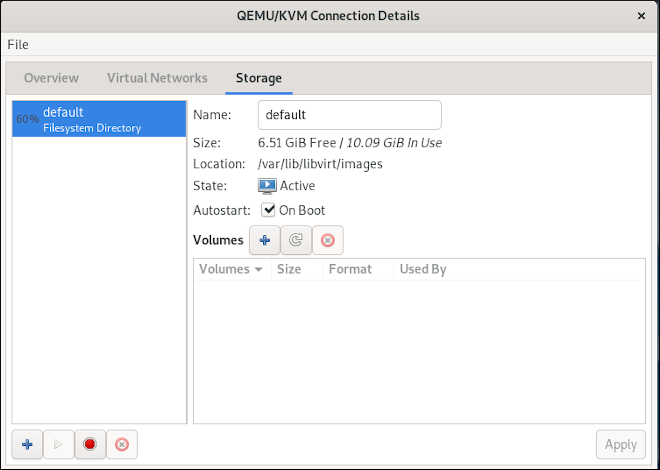 QEMU/KVM Connection Details
File
Overview Virtual Networks Storage
60% default
Filesystem Directory
Name: default
Size: 6.51 GiB Free / 10.09 GiB In Use
Location: /var/lib/libvirt/images
State: Active
Autostart: On Boot
Volumes
Volumes Size Format Used By
Apply